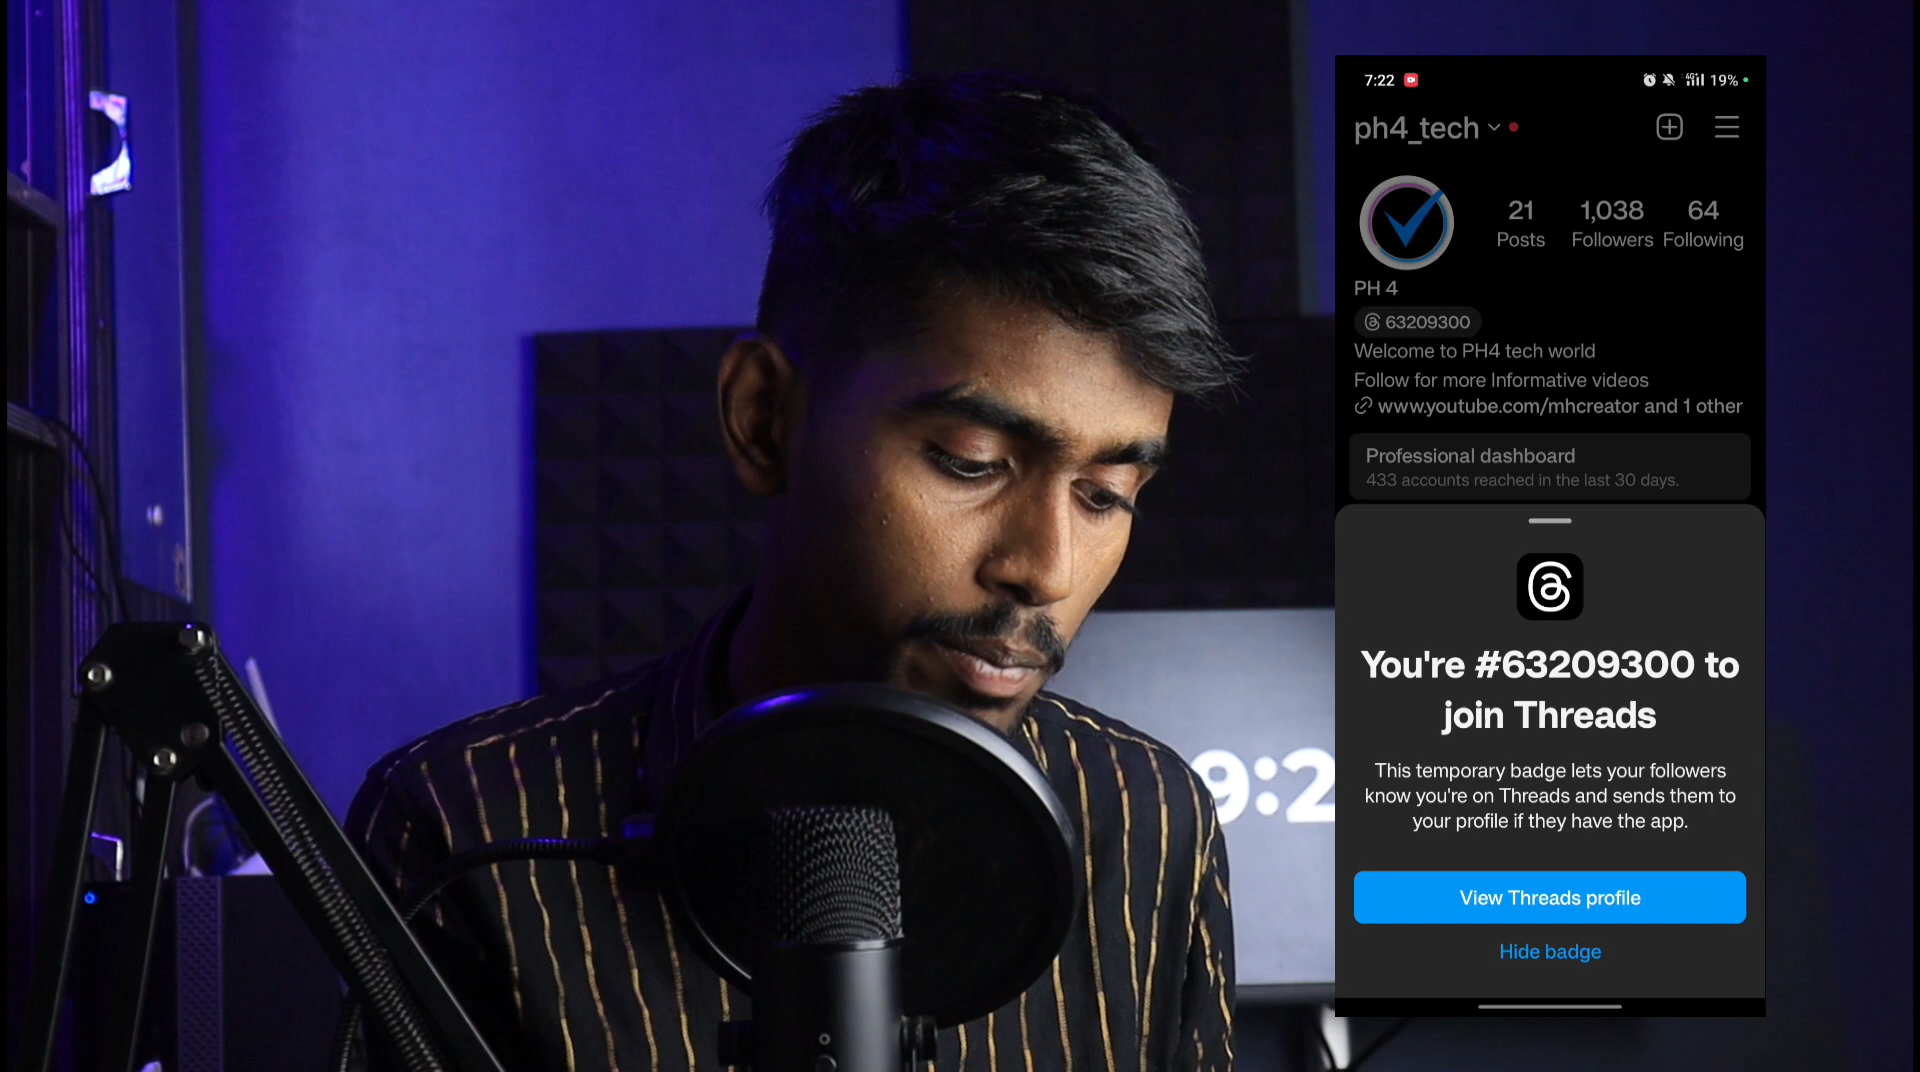 7:22
4G+ 19%
ph4_tech
21 1,038 64
Posts Followers Following
PH 4
63209300
Welcome to PH4 tech world
Follow for more Informative videos
www.youtube.com/mhcreator and 1 other
Professional dashboard
433 accounts reached in the last 30 days.
You're #63209300 to
join Threads
This temporary badge lets your followers
know you're on Threads and sends them to
your profile if they have the app.
View Threads profile
Hide badge
9:2